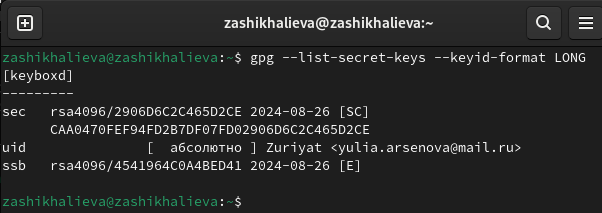 zashikhalieva@zashikhalieva:~
zashikhalieva@zashikhalieva:~$ gpg --list-secret-keys --keyid-format LONG
[keyboxd]
---------
sec   rsa4096/2906D6C2C465D2CE 2024-08-26 [SC]
      CAA0470FEF94FD2B7DF07FD02906D6C2C465D2CE
uid              [  абсолютно ] Zuriyat <yulia.arsenova@mail.ru>
ssb   rsa4096/4541964C0A4BED41 2024-08-26 [E]
zashikhalieva@zashikhalieva:~$